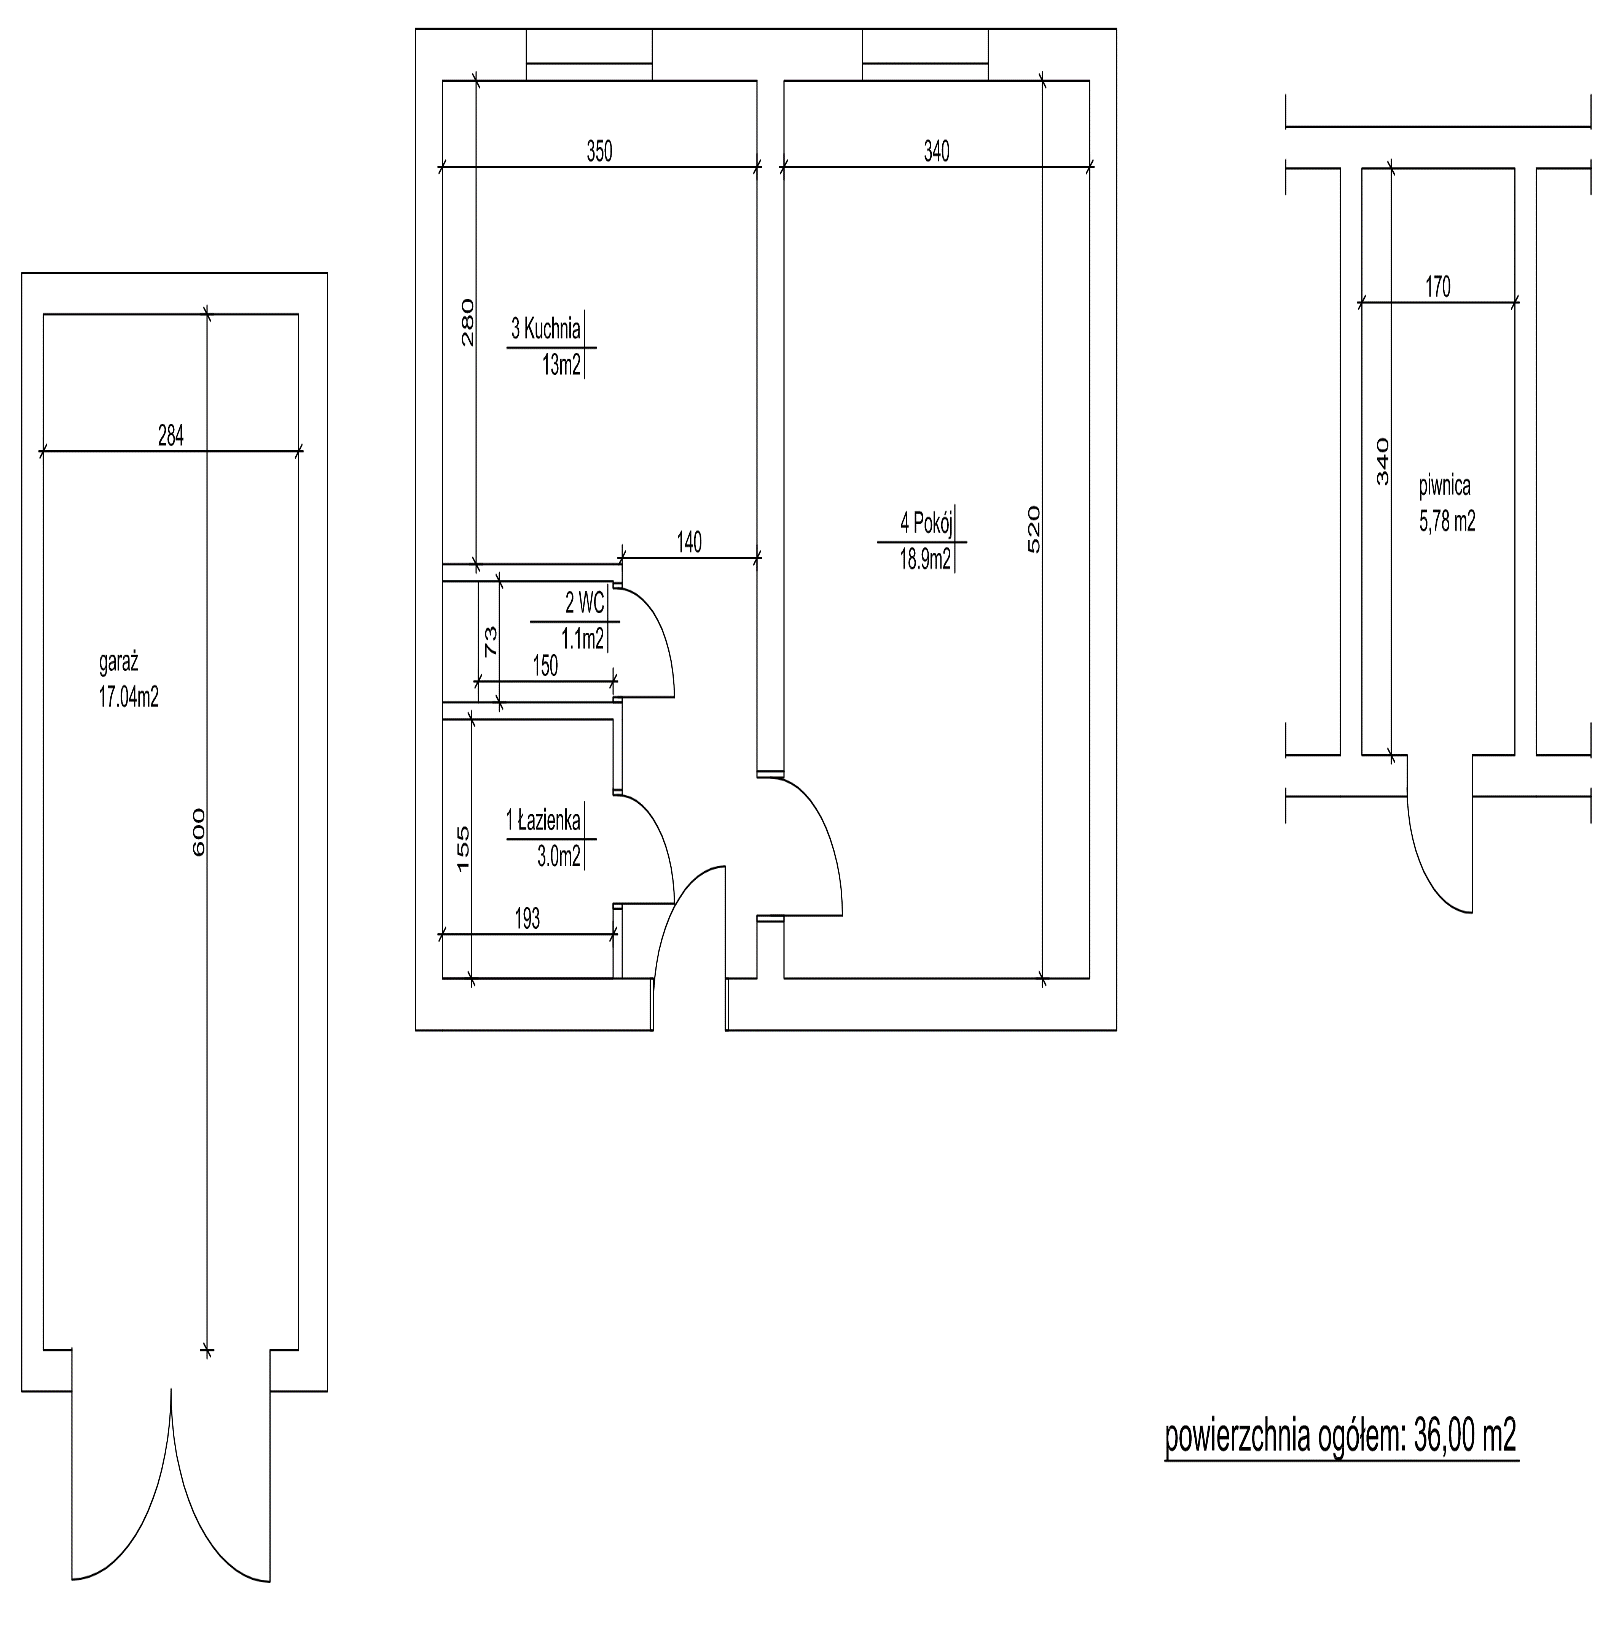 350
340
280
3 Kuchnia
13m2
140
2 WC
1.1m2
73
150
155
1 Łazienka
3.0m2
193
4 Pokój
18.9m2
520
284
garaż
17.04m2
600
170
340
piwnica
5,78 m2
powierzchnia ogółem: 36,00 m2